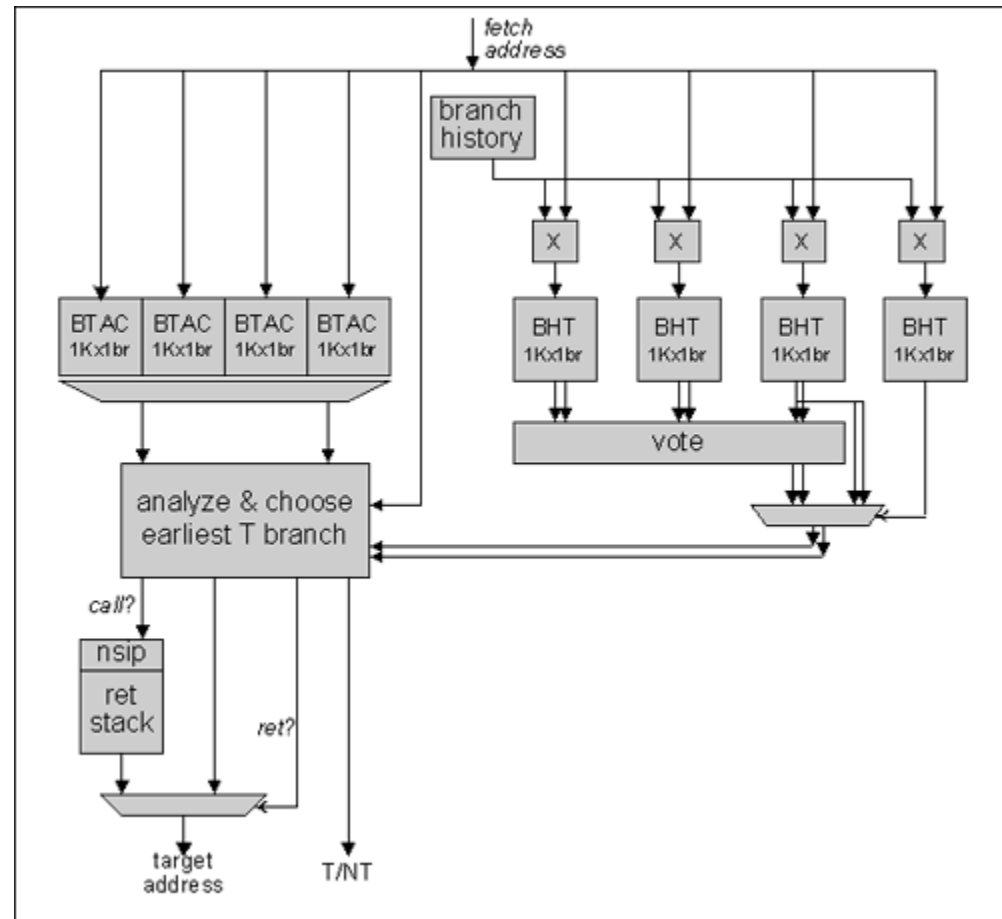 fetch
address
branch
history
X X X X
BTAC BTAC BTAC BTAC
1Kx1br 1Kx1br 1Kx1br 1Kx1br
BHT BHT BHT BHT
1Kx1br 1Kx1br 1Kx1br 1Kx1br
vote
analyze & choose
earliest T branch
call?
nsip
ret
stack
ret?
target
address
T/NT